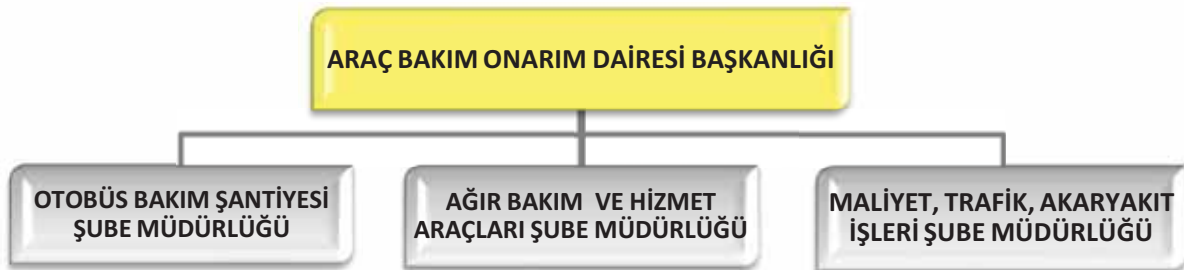 ARAÇ BAKIM ONARIM DAİRESİ BAŞKANLIĞI
OTOBÜS BAKIM ŞANTİYESİ
ŞUBE MÜDÜRLÜĞÜ
AĞIR BAKIM VE HİZMET
ARAÇLARI ŞUBE MÜDÜRLÜĞÜ
MALİYET, TRAFİK, AKARYAKIT
İŞLERİ ŞUBE MÜDÜRLÜĞÜ